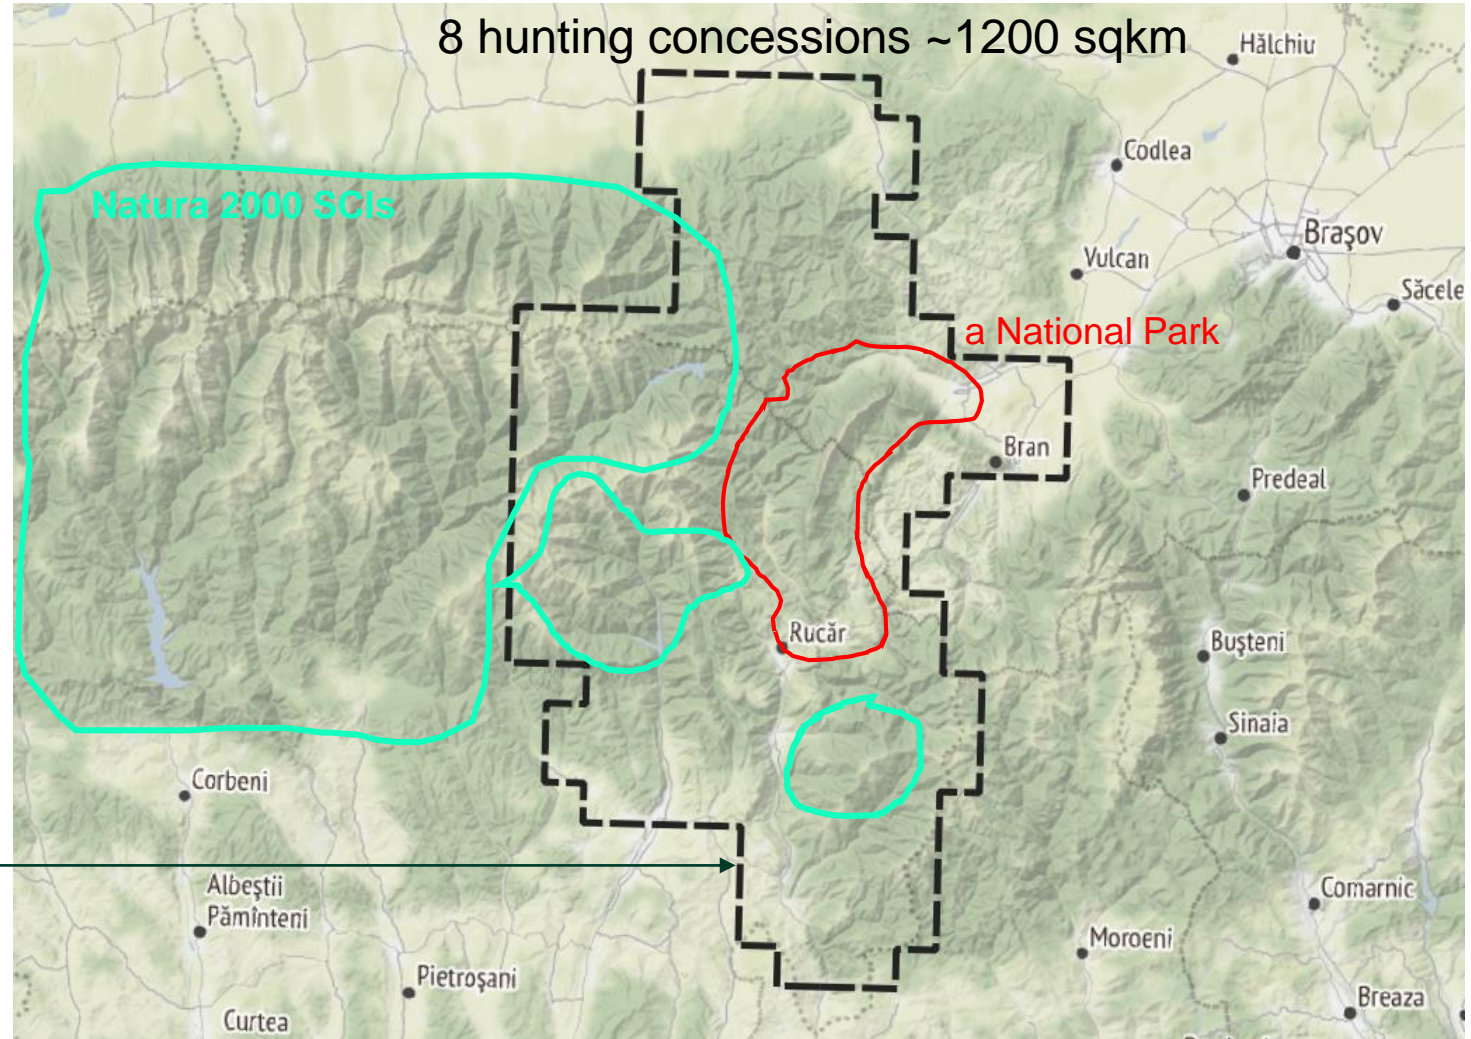 8 hunting concessions ~1200 sqkm
Hălchiu
Codlea
Natura 2000 SCIs
Braşov
Vulcan
Săcele
a National Park
Bran
Predeal
Rucăr
Buşteni
Sinaia
Corbeni
Albeştii
Pămînteni
Comarnic
Moroeni
Pietroşani
Breaza
Curtea